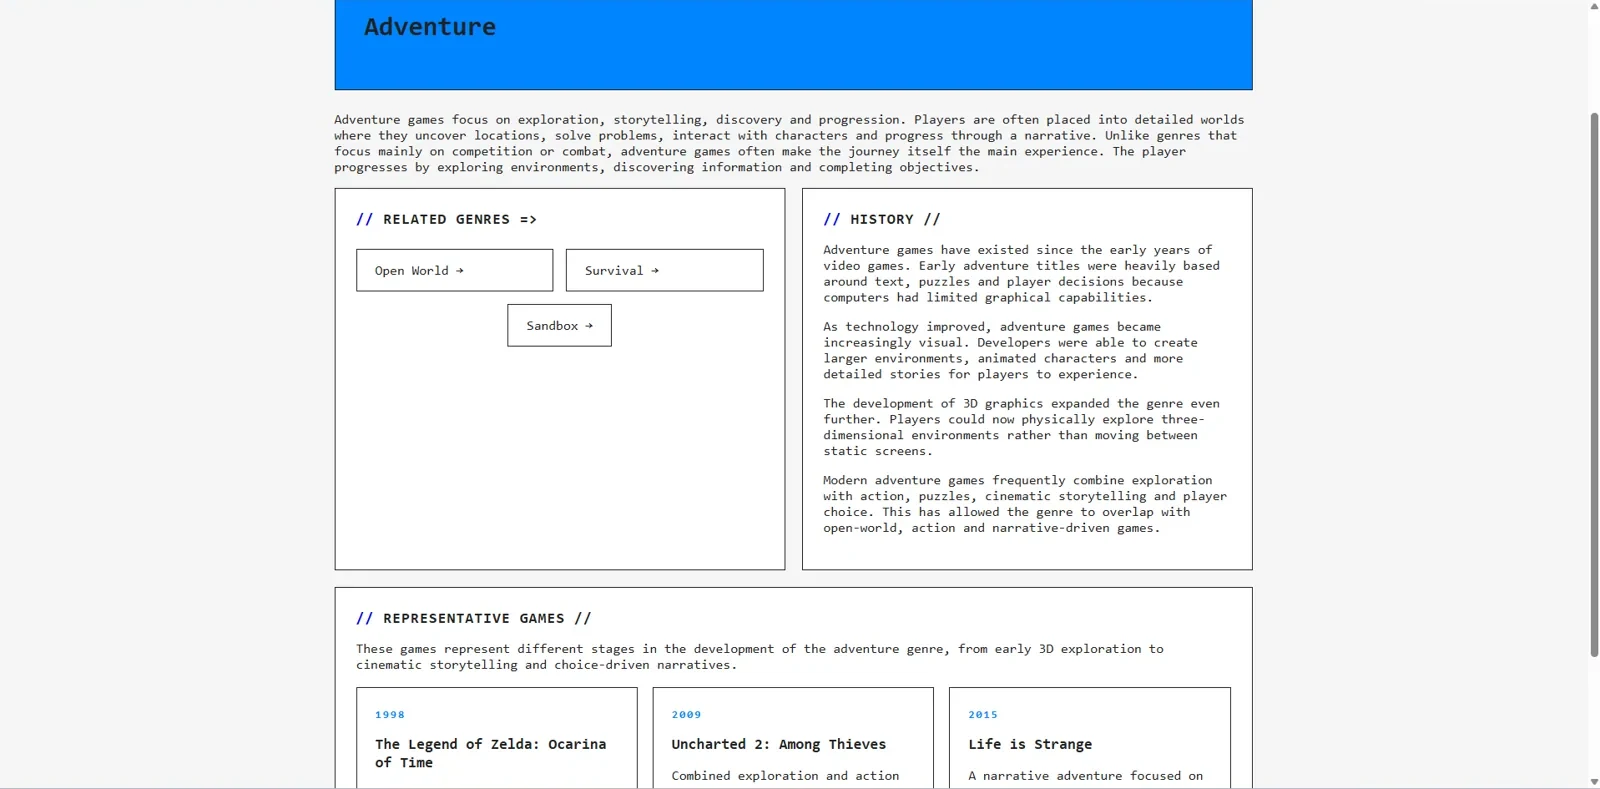 Adventure
Adventure games focus on exploration, storytelling, discovery and progression. Players are often placed into detailed worlds
where they uncover locations, solve problems, interact with characters and progress through a narrative. Unlike genres that
focus mainly on competition or combat, adventure games often make the journey itself the main experience. The player
progresses by exploring environments, discovering information and completing objectives.
// RELATED GENRES =>
Open World →
Survival →
Sandbox →
// HISTORY //
Adventure games have existed since the early years of
video games. Early adventure titles were heavily based
around text, puzzles and player decisions because
computers had limited graphical capabilities.
As technology improved, adventure games became
increasingly visual. Developers were able to create
larger environments, animated characters and more
detailed stories for players to experience.
The development of 3D graphics expanded the genre even
further. Players could now physically explore three-
dimensional environments rather than moving between
static screens.
Modern adventure games frequently combine exploration
with action, puzzles, cinematic storytelling and player
choice. This has allowed the genre to overlap with
open-world, action and narrative-driven games.
// REPRESENTATIVE GAMES //
These games represent different stages in the development of the adventure genre, from early 3D exploration to
cinematic storytelling and choice-driven narratives.
1998
The Legend of Zelda: Ocarina
of Time
2009
Uncharted 2: Among Thieves
Combined exploration and action
2015
Life is Strange
A narrative adventure focused on